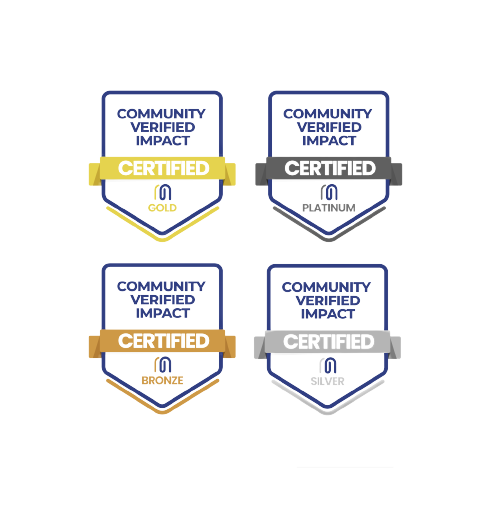 COMMUNITY
VERIFIED
IMPACT
CERTIFIED
GOLD
COMMUNITY
VERIFIED
IMPACT
CERTIFIED
PLATINUM
COMMUNITY
VERIFIED
IMPACT
CERTIFIED
BRONZE
COMMUNITY
VERIFIED
IMPACT
CERTIFIED
SILVER